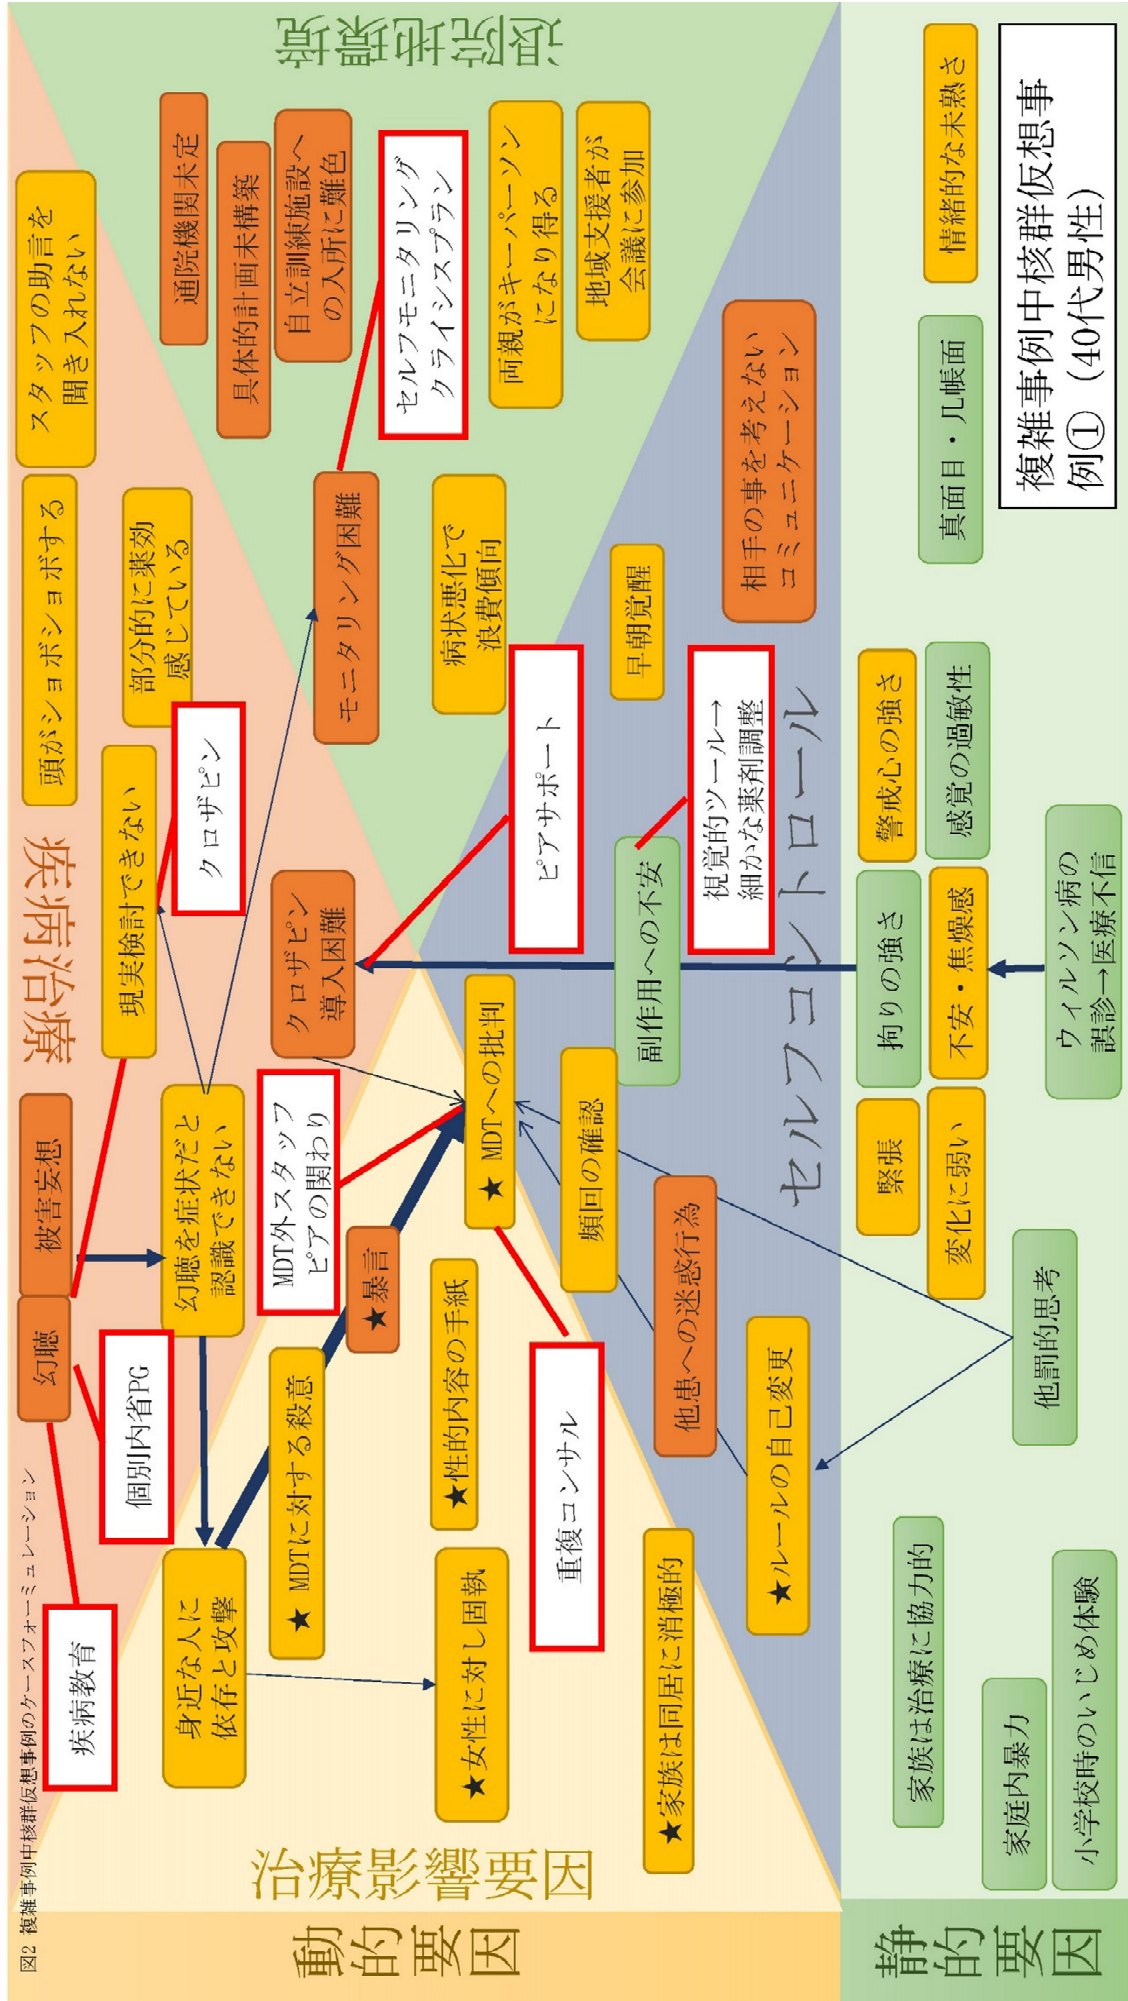 図2 複雑事例中核群仮想事例のケースフォーミュレーション
動的要因
静的要因
疾病治療
治療影響要因
退院地環境
セルフコントロール
疾病教育
個別内省PG
幻聴
被害妄想
現実検討できない
頭がショボショボする
スタッフの助言を
聞き入れない
部分的に薬効
感じている
クロザピン
幻聴を症状だと
認識できない
身近な人に
依存と攻撃
通院機関未定
具体的計画未構築
自立訓練施設へ
の入所に難色
セルフモニタリング
クライシスプラン
モニタリング困難
クロザピン
導入困難
MDT外スタッフ
ピアの関わり
★暴言
★ MDTに対する殺意
★性的内容の手紙
★女性に対し固執
★ MDTへの批判
病状悪化で
浪費傾向
両親がキーパーソン
になり得る
地域支援者が
会議に参加
ピアサポート
重複コンサル
頻回の確認
副作用への不安
早朝覚醒
視覚的ツール→
細かな薬剤調整
相手の事を考えない
コミュニケーション
他患への迷惑行為
★家族は同居に消極的
★ルールの自己変更
緊張
拘りの強さ
警戒心の強さ
変化に弱い
不安・焦燥感
感覚の過敏性
真面目・几帳面
情緒的な未熟さ
家族は治療に協力的
家庭内暴力
小学校時のいじめ体験
他罰的思考
ウィルソン病の
誤診→医療不信
複雑事例中核群仮想事
例①（40代男性）